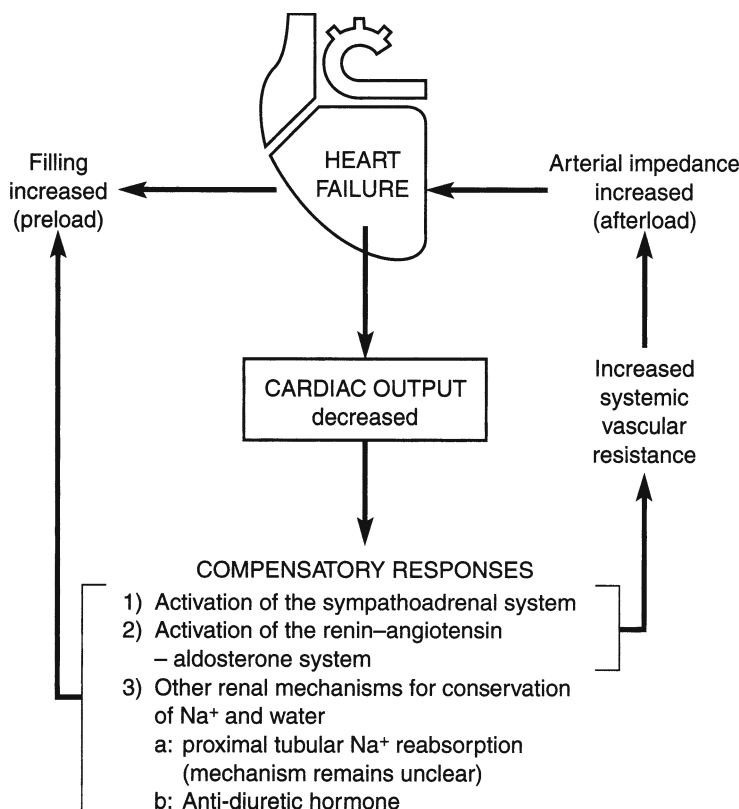 HEART
FAILURE
Filling
increased
(preload)
Arterial impedance
increased
(afterload)
CARDIAC OUTPUT
decreased
Increased
systemic
vascular
resistance
COMPENSATORY RESPONSES
1) Activation of the sympathoadrenal system
2) Activation of the renin–angiotensin
– aldosterone system
3) Other renal mechanisms for conservation
of Na⁺ and water
a: proximal tubular Na⁺ reabsorption
(mechanism remains unclear)
b: Anti-diuretic hormone